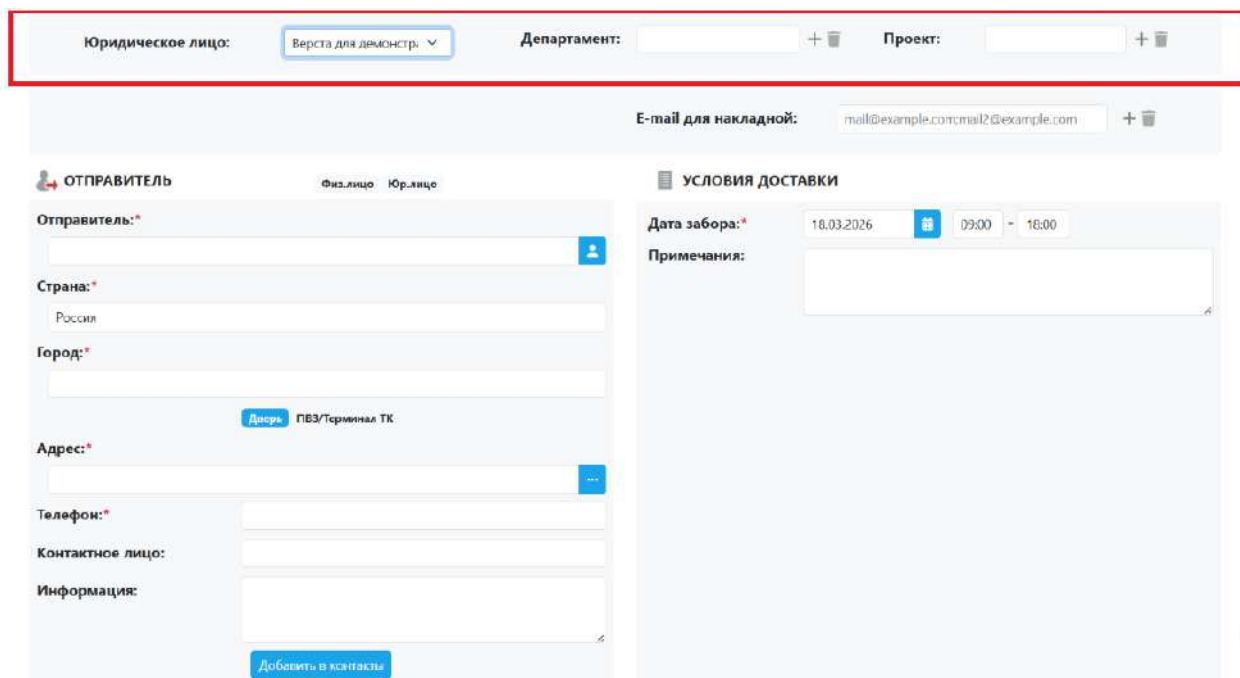 Юридическое лицо: Верста для демонстр Департамент: Проект:
E-mail для накладной: mail@example.com;mail2@example.com
ОТПРАВИТЕЛЬ Физ.лицо Юр.лицо
УСЛОВИЯ ДОСТАВКИ
Отправитель:*
Дата забора:* 18.03.2026 09:00 - 18:00
Примечания:
Страна:*
Россия
Город:*
Дверь ПВЗ/Терминал ТК
Адрес:*
Телефон:*
Контактное лицо:
Информация:
Добавить в контакты